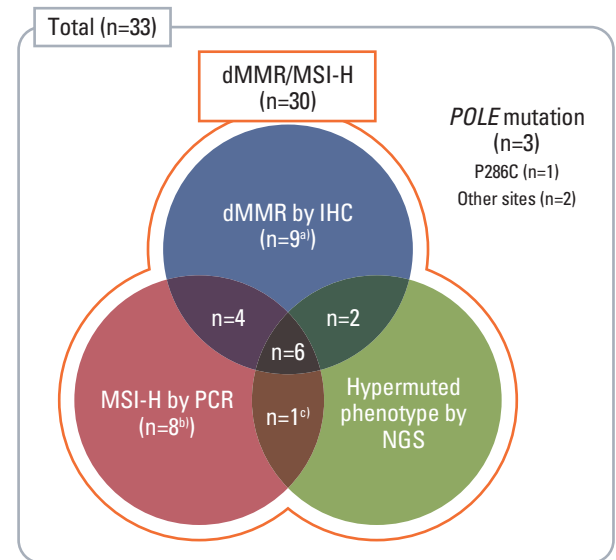 Total (n=33)
dMMR/MSI-H
(n=30)
POLE mutation
(n=3)
P286C (n=1)
Other sites (n=2)
dMMR by IHC
(n=9a))
n=4
n=2
n=6
MSI-H by PCR
(n=8b))
n=1c)
Hypermuted
phenotype by
NGS